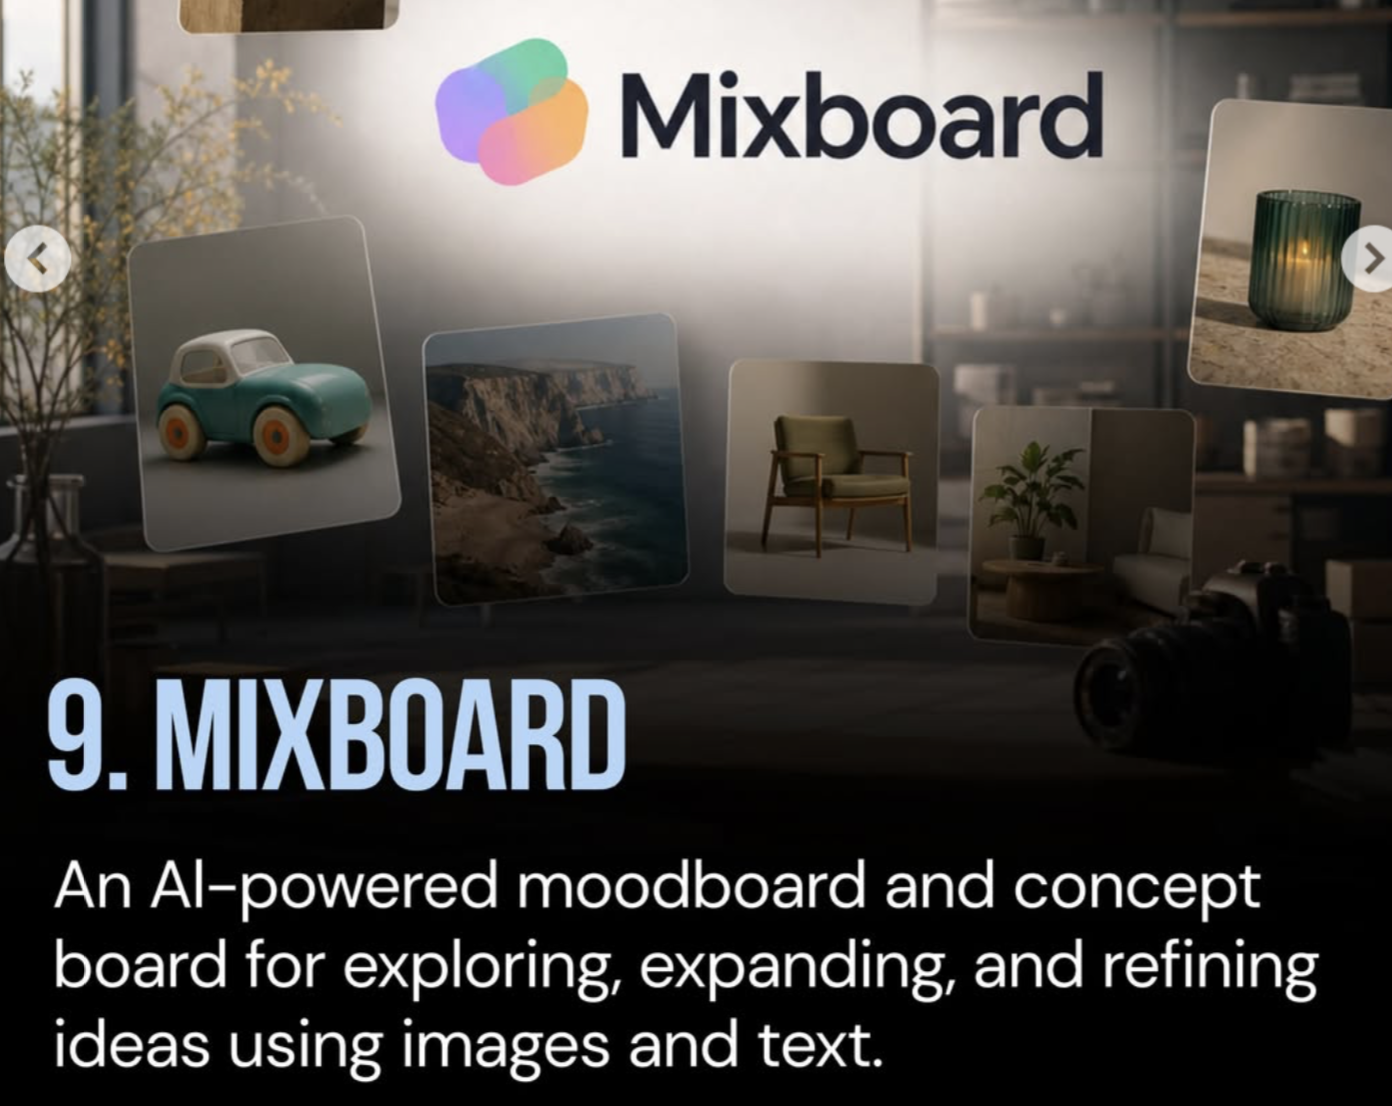 Mixboard
9. MIXBOARD
An AI-powered moodboard and concept
board for exploring, expanding, and refining
ideas using images and text.